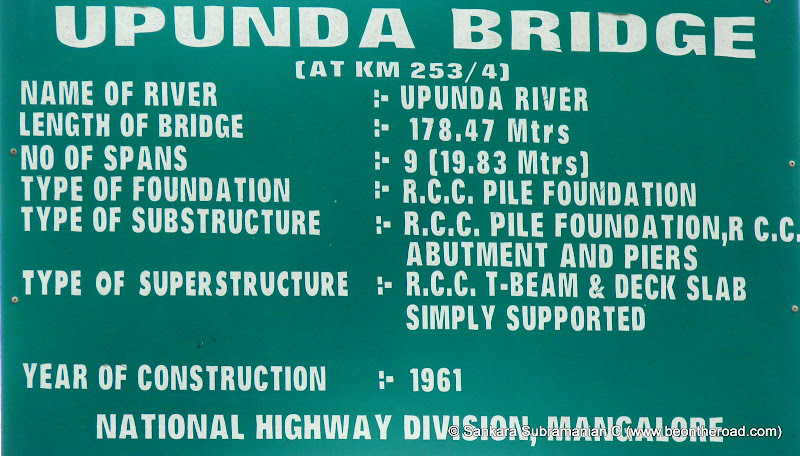 UPUNDA BRIDGE
(AT KM 253/4)
NAME OF RIVER :- UPUNDA RIVER
LENGTH OF BRIDGE :- 178.47 Mtrs
NO OF SPANS :- 9 (19.83 Mtrs)
TYPE OF FOUNDATION :- R.C.C. PILE FOUNDATION
TYPE OF SUBSTRUCTURE :- R.C.C. PILE FOUNDATION,R C.C.
ABUTMENT AND PIERS
TYPE OF SUPERSTRUCTURE :- R.C.C. T-BEAM & DECK SLAB
SIMPLY SUPPORTED
YEAR OF CONSTRUCTION :- 1961
NATIONAL HIGHWAY DIVISION, MANGALORE
© Sankara Subramanian C (www.beontheroad.com)